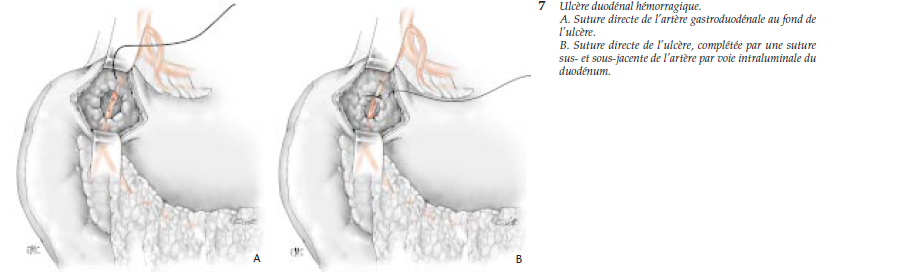 7 Ulcère duodénal hémorragique.
A. Suture directe de l'artère gastroduodénale au fond de
l'ulcère.
B. Suture directe de l'ulcère, complétée par une suture
sus- et sous-jacente de l'artère par voie intraluminale du
duodénum.
A
B